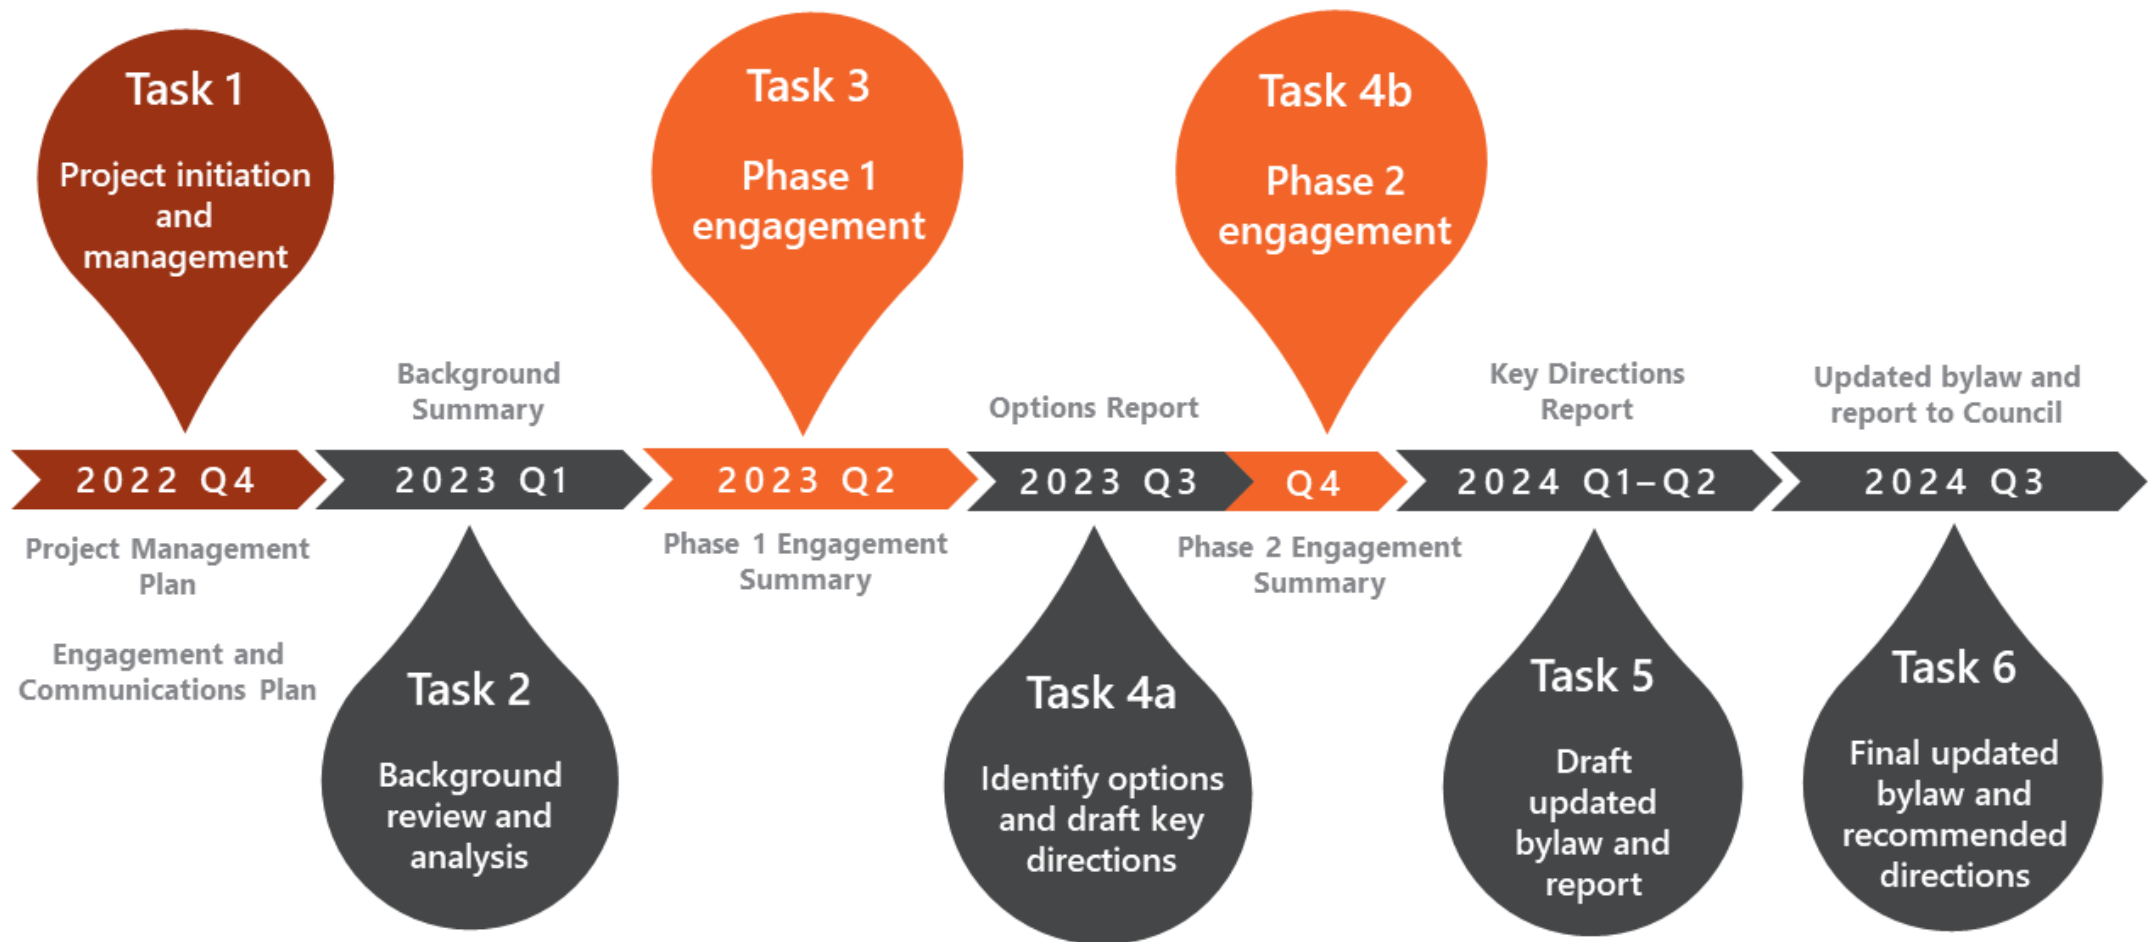 Task 1
Project initiation
and
management
Task 3
Phase 1
engagement
Task 4b
Phase 2
engagement
Background
Summary
Options Report
Key Directions
Report
Updated bylaw and
report to Council
2022 Q4
2023 Q1
2023 Q2
2023 Q3
Q4
2024 Q1–Q2
2024 Q3
Project Management
Plan
Engagement and
Communications Plan
Phase 1 Engagement
Summary
Phase 2 Engagement
Summary
Task 2
Background
review and
analysis
Task 4a
Identify options
and draft key
directions
Task 5
Draft
updated
bylaw and
report
Task 6
Final updated
bylaw and
recommended
directions